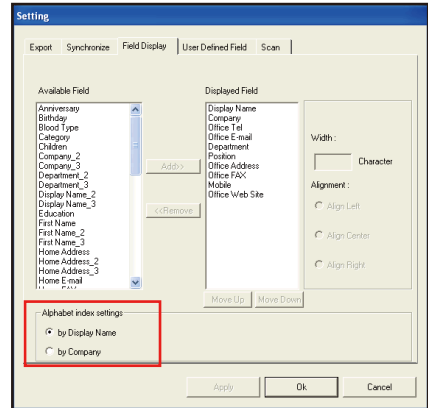 Setting
Export Synchronize Field Display User Defined Field Scan
Available Field
Anniversary
Birthday
Blood Type
Category
Children
Company_2
Company_3
Department_2
Department_3
Display Name_2
Display Name_3
Education
First Name
First Name_2
First Name_3
Home Address
Home Address_2
Home Address_3
Home E-mail
Home FAX
Add>>
<<Remove
Displayed Field
Display Name
Company
Office Tel
Office E-mail
Department
Position
Office Address
Office FAX
Mobile
Office Web Site
Move Up Move Down
Width :
Character
Alignment :
Align Left
Align Center
Align Right
Alphabet index settings
by Display Name
by Company
Apply Ok Cancel